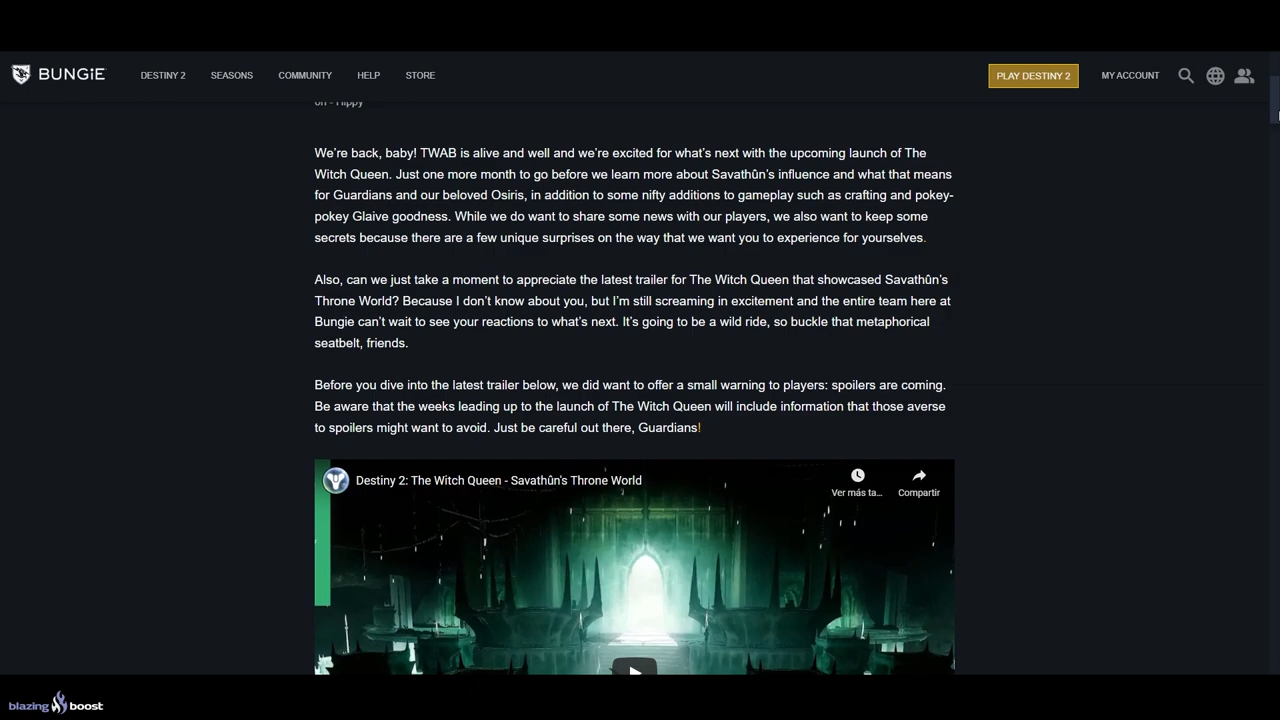 BUNGiE
DESTINY 2
SEASONS
COMMUNITY
HELP
STORE
PLAY DESTINY 2
MY ACCOUNT
We’re back, baby! TWAB is alive and well and we’re excited for what’s next with the upcoming launch of The
Witch Queen. Just one more month to go before we learn more about Savathûn’s influence and what that means
for Guardians and our beloved Osiris, in addition to some nifty additions to gameplay such as crafting and pokey-
pokey Glaive goodness. While we do want to share some news with our players, we also want to keep some
secrets because there are a few unique surprises on the way that we want you to experience for yourselves.
Also, can we just take a moment to appreciate the latest trailer for The Witch Queen that showcased Savathûn’s
Throne World? Because I don’t know about you, but I’m still screaming in excitement and the entire team here at
Bungie can’t wait to see your reactions to what’s next. It’s going to be a wild ride, so buckle that metaphorical
seatbelt, friends.
Before you dive into the latest trailer below, we did want to offer a small warning to players: spoilers are coming.
Be aware that the weeks leading up to the launch of The Witch Queen will include information that those averse
to spoilers might want to avoid. Just be careful out there, Guardians!
Destiny 2: The Witch Queen - Savathûn's Throne World
Ver más ta...
Compartir
blazing boost